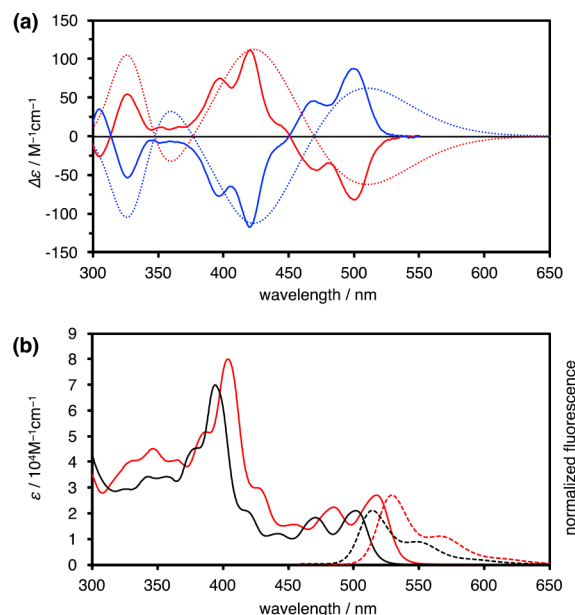 (a)
150
100
50
0
-50
-100
-150
Δε / M⁻¹cm⁻¹
300 350 400 450 500 550 600 650
wavelength / nm
(b)
9
8
7
6
5
4
3
2
1
0
ε / 10⁴M⁻¹cm⁻¹
normalized fluorescence
300 350 400 450 500 550 600 650
wavelength / nm